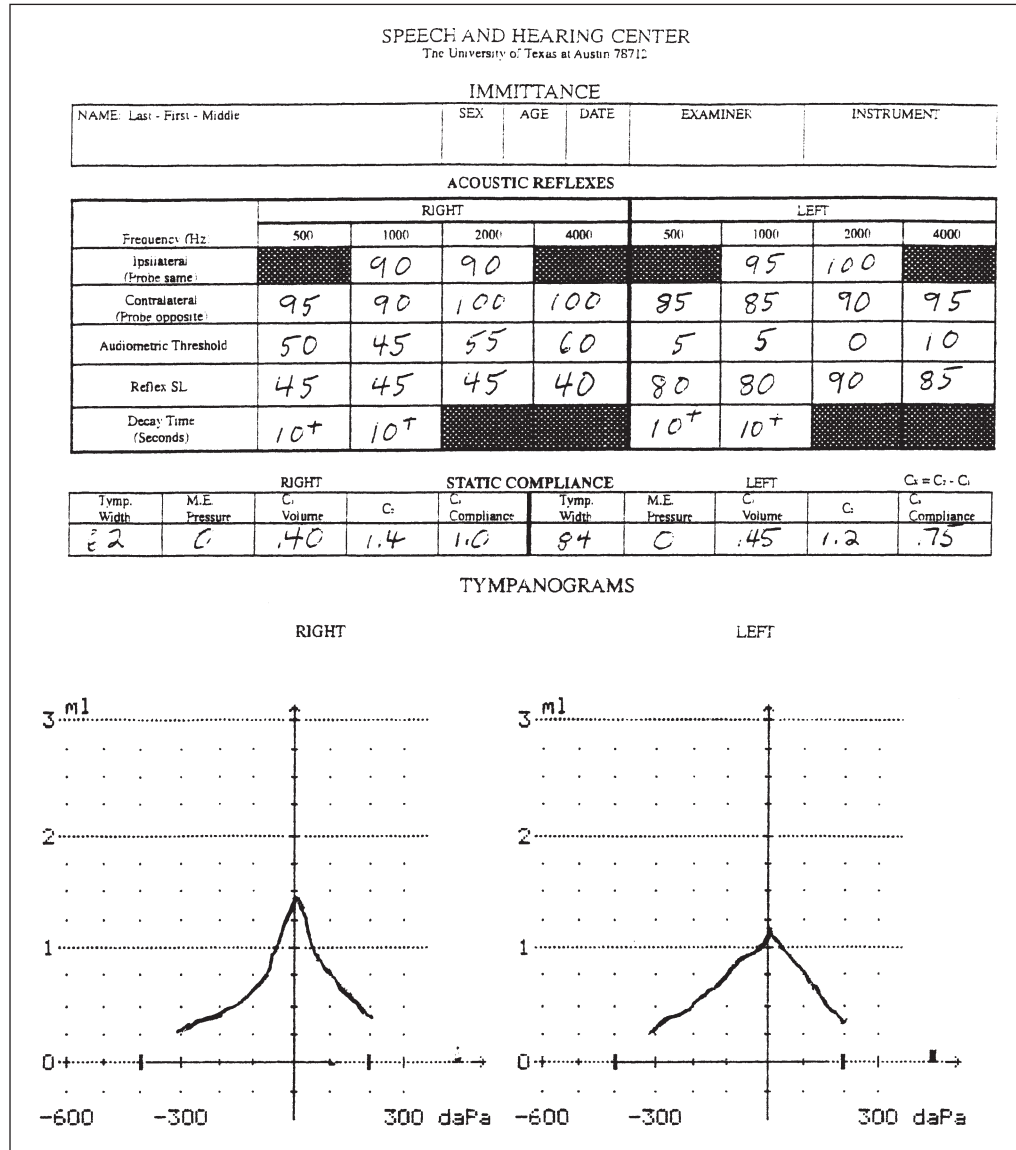 SPEECH AND HEARING CENTER
The University of Texas at Austin 78712
IMMITTANCE
NAME: Last - First - Middle SEX AGE DATE EXAMINER INSTRUMENT
ACOUSTIC REFLEXES
RIGHT LEFT
Frequency (Hz) 500 1000 2000 4000 500 1000 2000 4000
Ipsilateral (Probe same) 90 90 95 100
Contralateral (Probe opposite) 95 90 100 100 85 85 90 95
Audiometric Threshold 50 45 55 60 5 5 0 10
Reflex SL 45 45 45 40 80 80 90 85
Decay Time (Seconds) 10+ 10+ 10+ 10+
RIGHT STATIC COMPLIANCE LEFT Cx = C2 - C1
Tymp. Width M.E. Pressure C1 Volume C2 Compliance Tymp. Width M.E. Pressure C1 Volume C2 Compliance
0 .40 1.4 1.0 84 0 .45 1.2 .75
TYMPANOGRAMS
RIGHT LEFT
3 ml 3 ml
2 2
1 1
0 0
-600 -300 0 300 daPa -600 -300 0 300 daPa